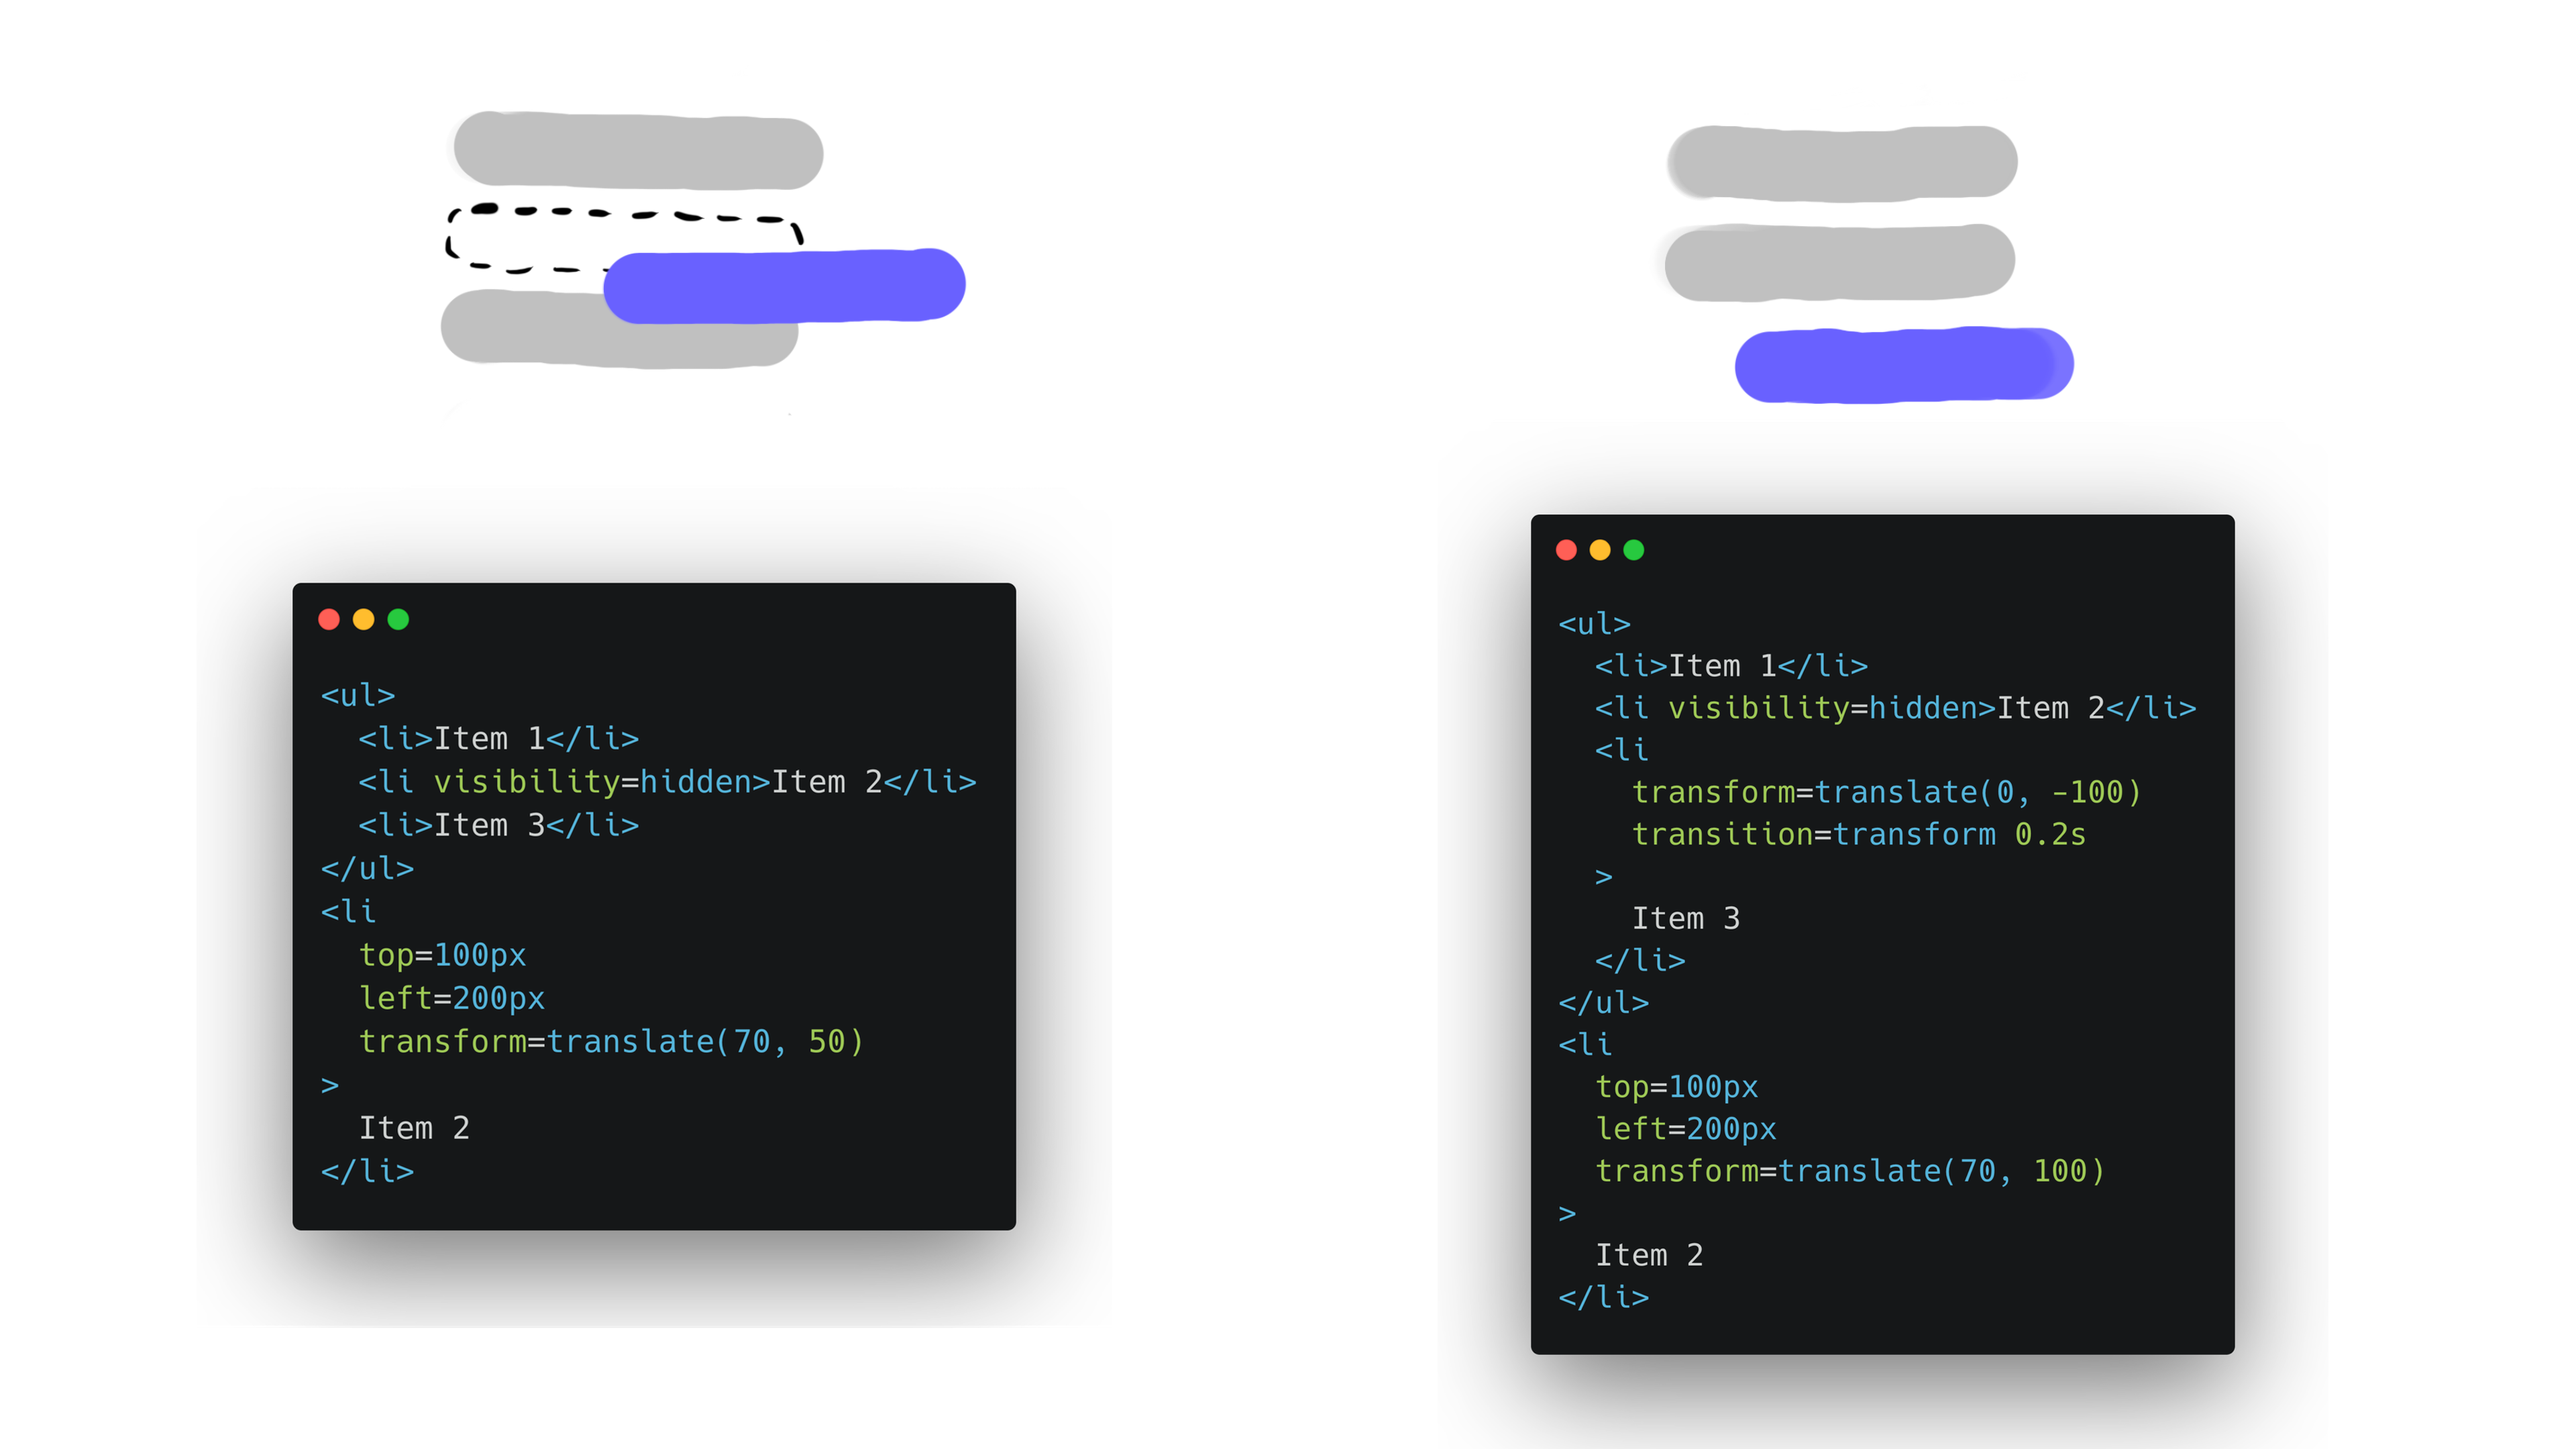 <ul>
  <li>Item 1</li>
  <li visibility=hidden>Item 2</li>
  <li>Item 3</li>
</ul>
<li
  top=100px
  left=200px
  transform=translate(70, 50)
>
  Item 2
</li>
<ul>
  <li>Item 1</li>
  <li visibility=hidden>Item 2</li>
  <li
    transform=translate(0, -100)
    transition=transform 0.2s
  >
    Item 3
  </li>
</ul>
<li
  top=100px
  left=200px
  transform=translate(70, 100)
>
  Item 2
</li>